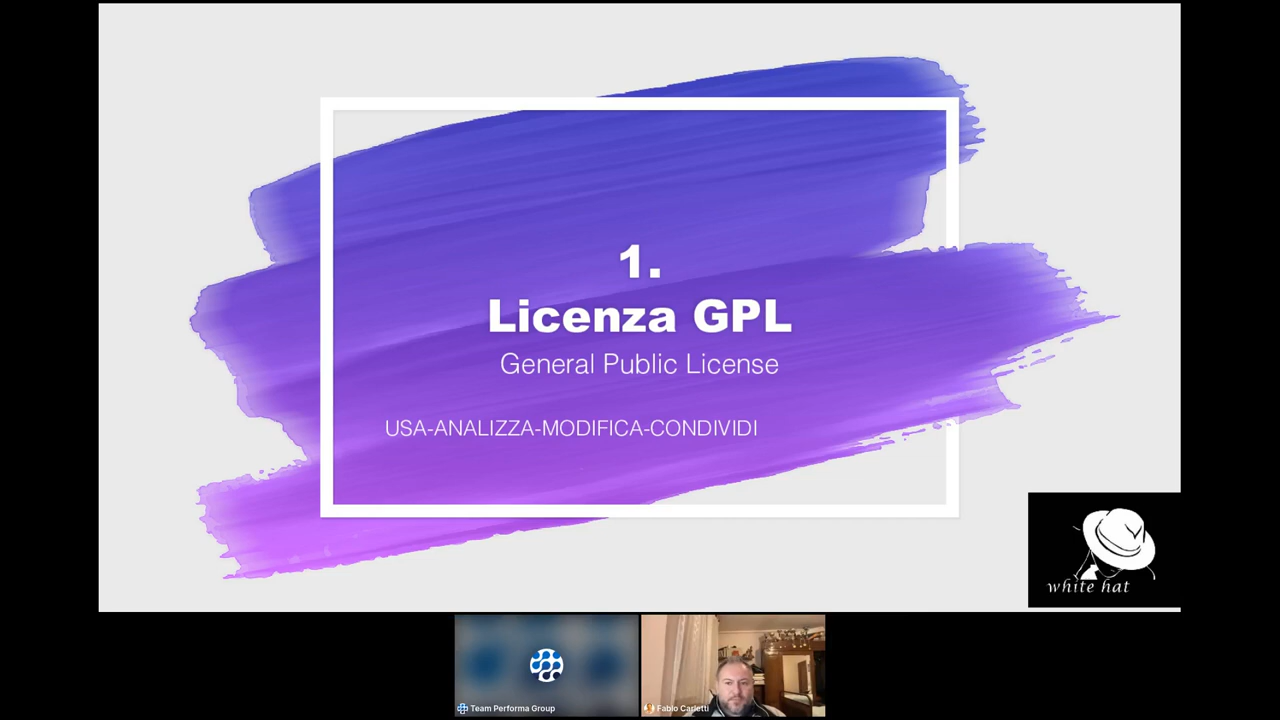 1.
Licenza GPL
General Public License
USA-ANALIZZA-MODIFICA-CONDIVIDI
white hat
Team Performa Group
Fabio Carletti